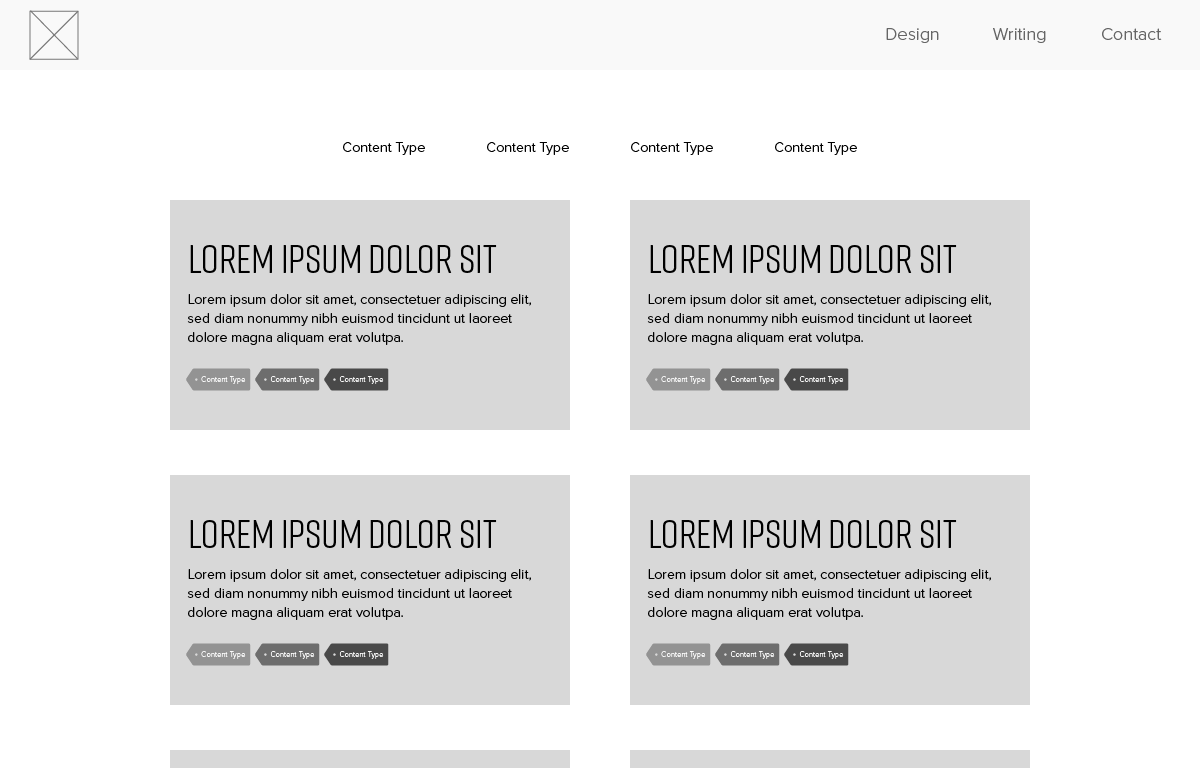 Design Writing Contact
Content Type Content Type Content Type Content Type
LOREM IPSUM DOLOR SIT
Lorem ipsum dolor sit amet, consectetuer adipiscing elit,
sed diam nonummy nibh euismod tincidunt ut laoreet
dolore magna aliquam erat volutpa.
Content Type Content Type Content Type
LOREM IPSUM DOLOR SIT
Lorem ipsum dolor sit amet, consectetuer adipiscing elit,
sed diam nonummy nibh euismod tincidunt ut laoreet
dolore magna aliquam erat volutpa.
Content Type Content Type Content Type
LOREM IPSUM DOLOR SIT
Lorem ipsum dolor sit amet, consectetuer adipiscing elit,
sed diam nonummy nibh euismod tincidunt ut laoreet
dolore magna aliquam erat volutpa.
Content Type Content Type Content Type
LOREM IPSUM DOLOR SIT
Lorem ipsum dolor sit amet, consectetuer adipiscing elit,
sed diam nonummy nibh euismod tincidunt ut laoreet
dolore magna aliquam erat volutpa.
Content Type Content Type Content Type